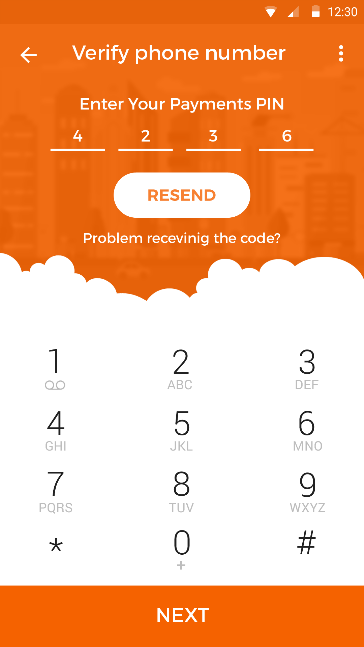 12:30
Verify phone number
Enter Your Payments PIN
4 2 3 6
RESEND
Problem recevinig the code?
1 2 3
ABC DEF
4 5 6
GHI JKL MNO
7 8 9
PQRS TUV WXYZ
* 0 #
+
NEXT